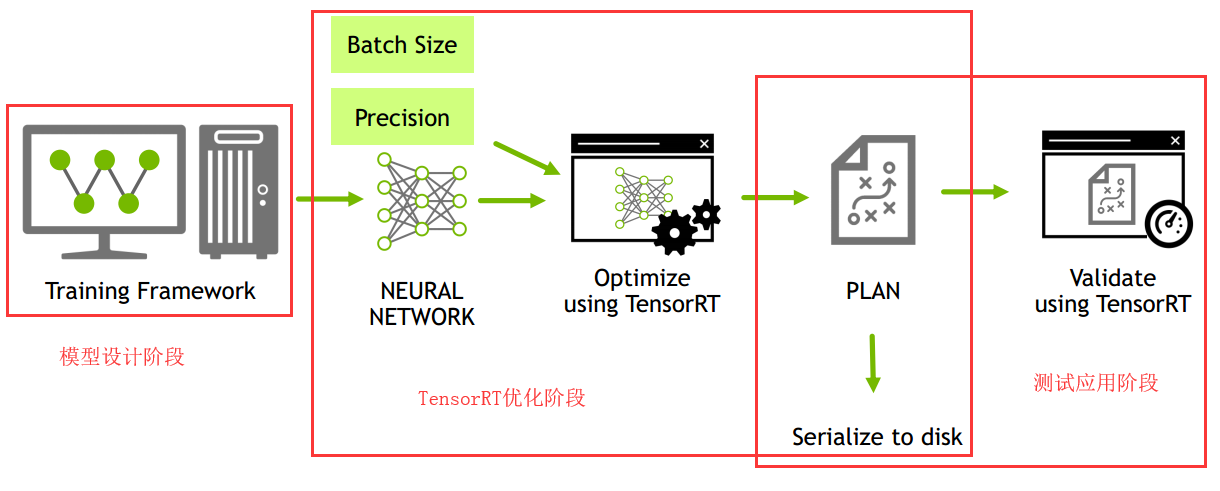 Batch Size
Precision
Training Framework
NEURAL
NETWORK
Optimize
using TensorRT
PLAN
Validate
using TensorRT
模型设计阶段
TensorRT优化阶段
测试应用阶段
Serialize to disk